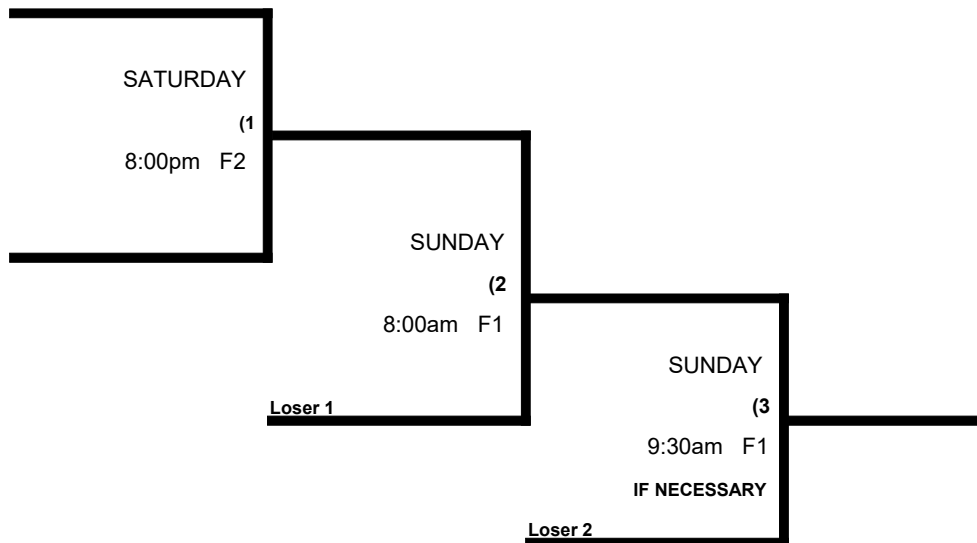 SATURDAY
(1
8:00pm F2
SUNDAY
(2
8:00am F1
Loser 1
SUNDAY
(3
9:30am F1
IF NECESSARY
Loser 2